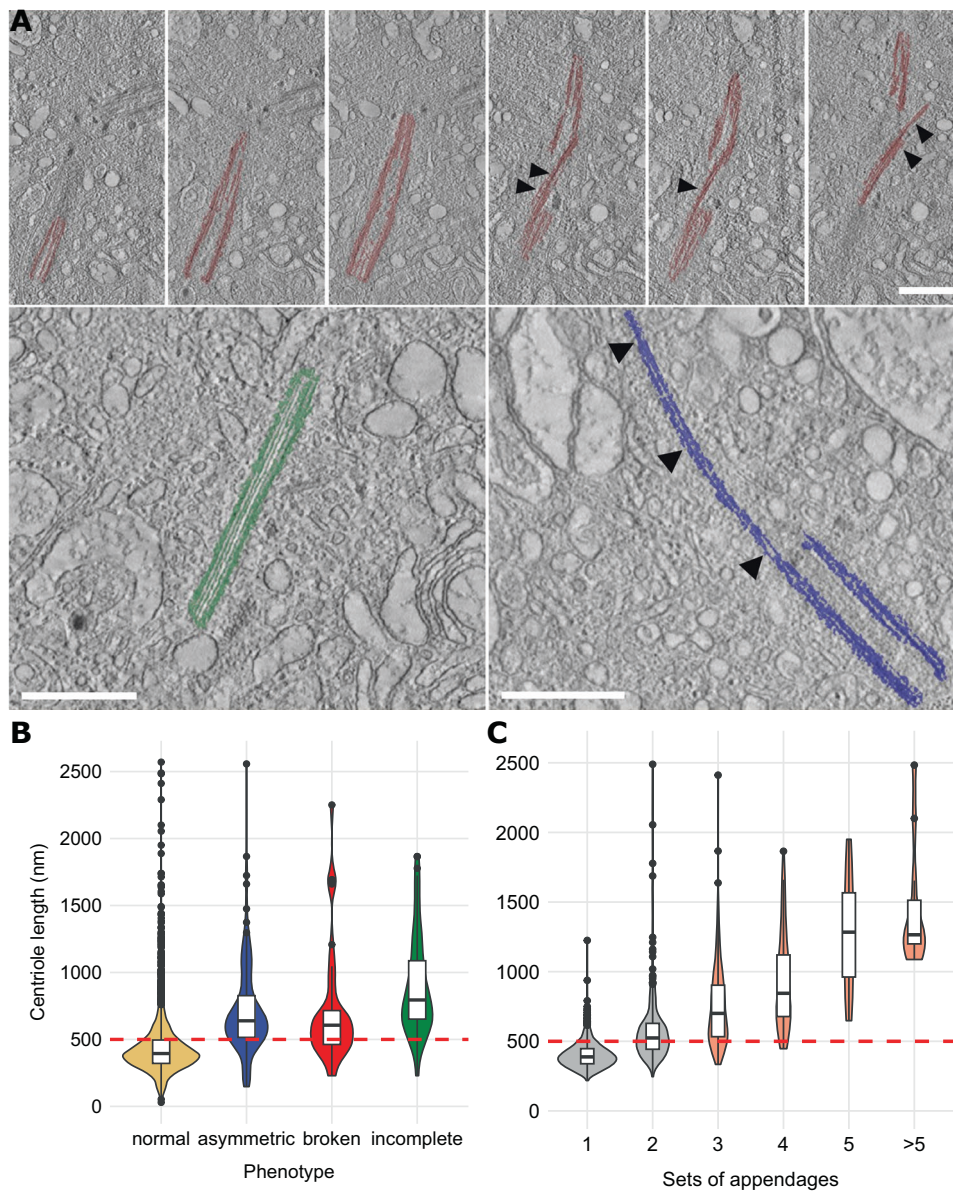 A
B
C
2500
2000
1500
1000
500
0
Centriole length (nm)
normal asymmetric broken incomplete
Phenotype
2500
2000
1500
1000
500
0
1 2 3 4 5 >5
Sets of appendages